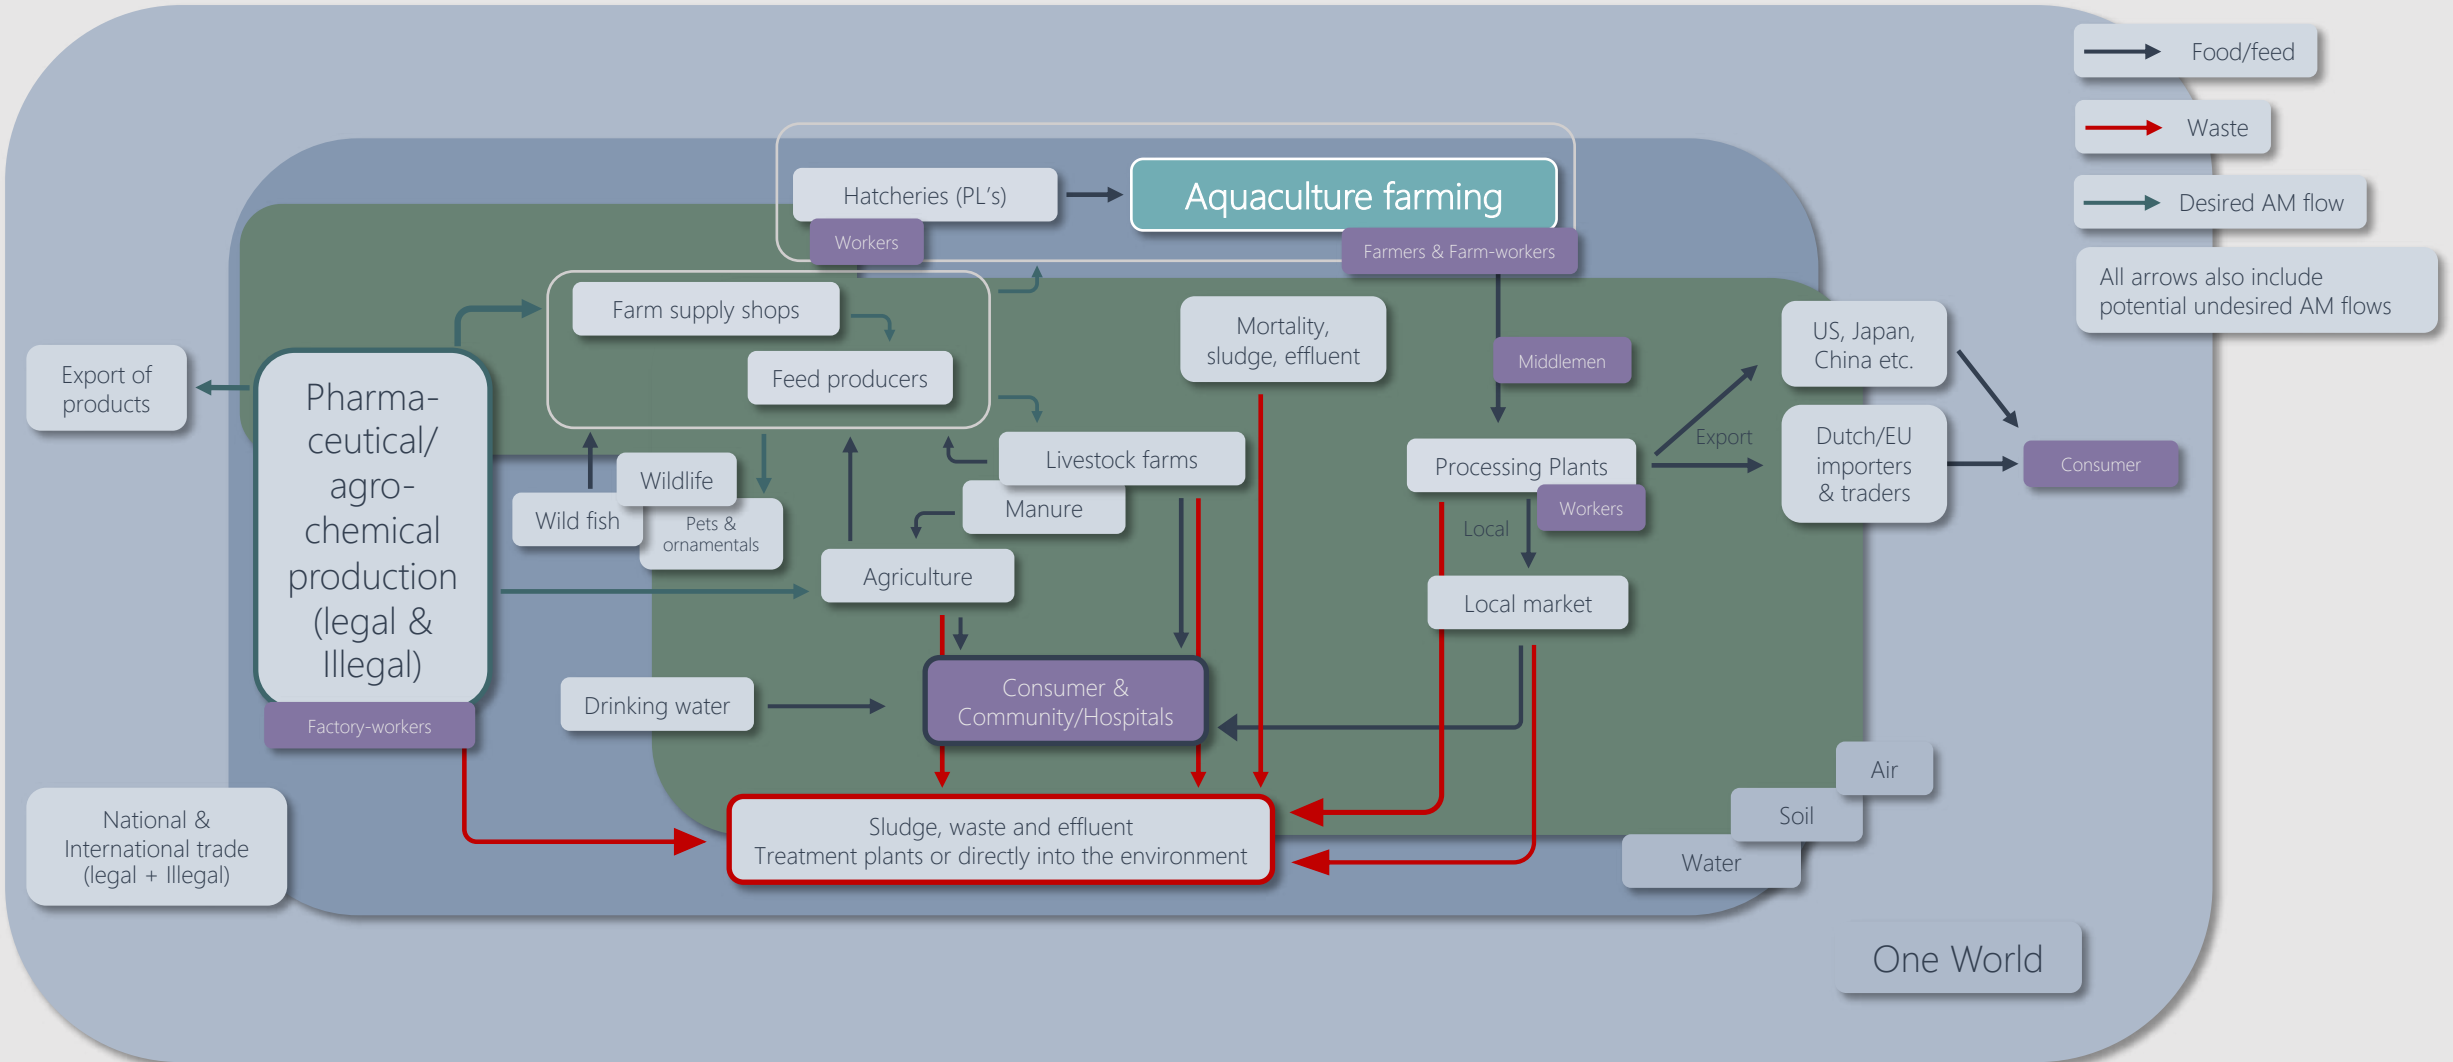 Food/feed
Waste
Desired AM flow
All arrows also include
potential undesired AM flows
Hatcheries (PL's)
Workers
Aquaculture farming
Farmers & Farm-workers
Farm supply shops
Feed producers
Mortality,
sludge, effluent
Middlemen
US, Japan,
China etc.
Export of
products
Pharma-
ceutical/
agro-
chemical
production
(legal &
Illegal)
Factory-workers
Wildlife
Wild fish
Pets &
ornamentals
Livestock farms
Manure
Agriculture
Processing Plants
Workers
Export
Local
Dutch/EU
importers
& traders
Consumer
Local market
Drinking water
Consumer &
Community/Hospitals
Sludge, waste and effluent
Treatment plants or directly into the environment
National &
International trade
(legal + Illegal)
Air
Soil
Water
One World